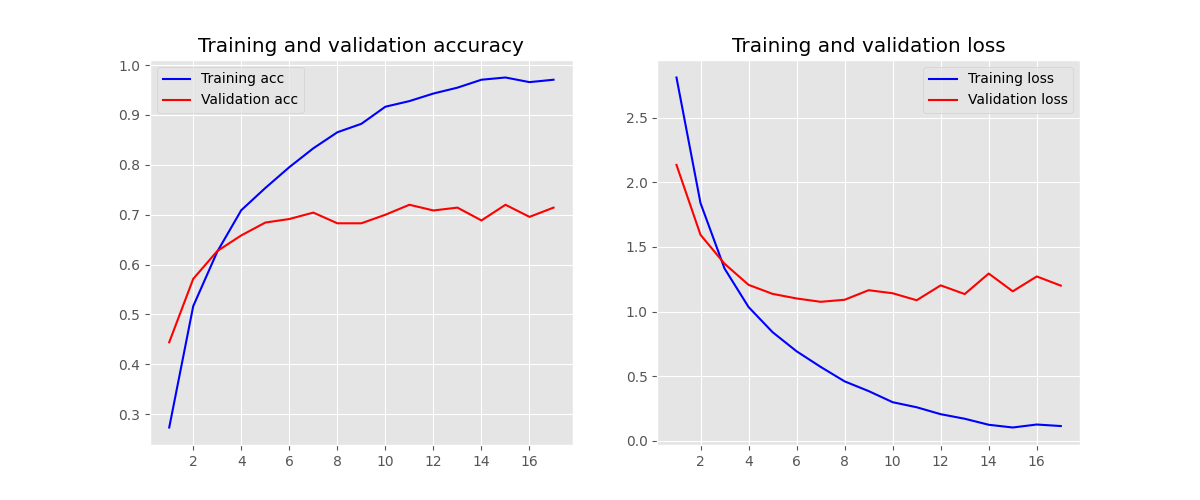 Training and validation accuracy
1.0
0.9
0.8
0.7
0.6
0.5
0.4
0.3
Training acc
Validation acc
2 4 6 8 10 12 14 16
Training and validation loss
2.5
2.0
1.5
1.0
0.5
0.0
Training loss
Validation loss
2 4 6 8 10 12 14 16